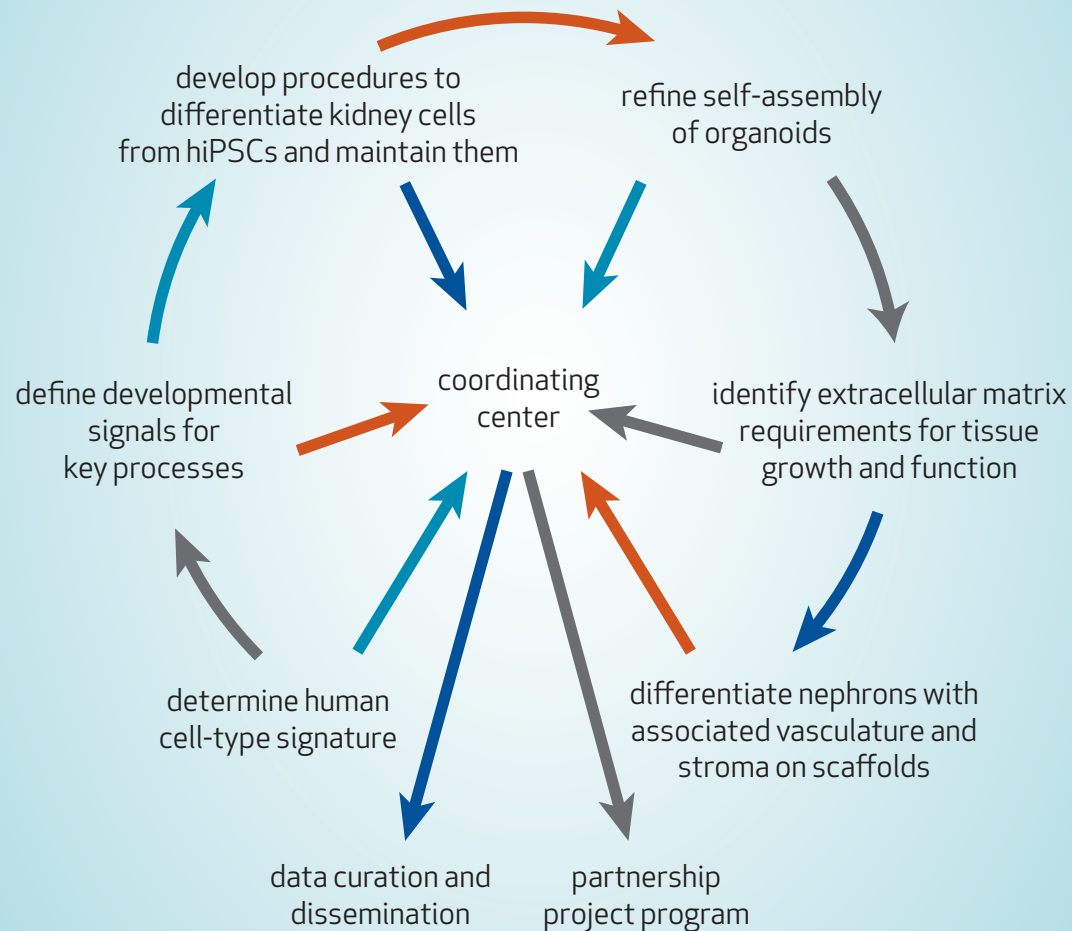 develop procedures to
differentiate kidney cells
from hiPSCs and maintain them
refine self-assembly
of organoids
define developmental
signals for
key processes
coordinating
center
identify extracellular matrix
requirements for tissue
growth and function
determine human
cell-type signature
differentiate nephrons with
associated vasculature and
stroma on scaffolds
data curation and
dissemination
partnership
project program